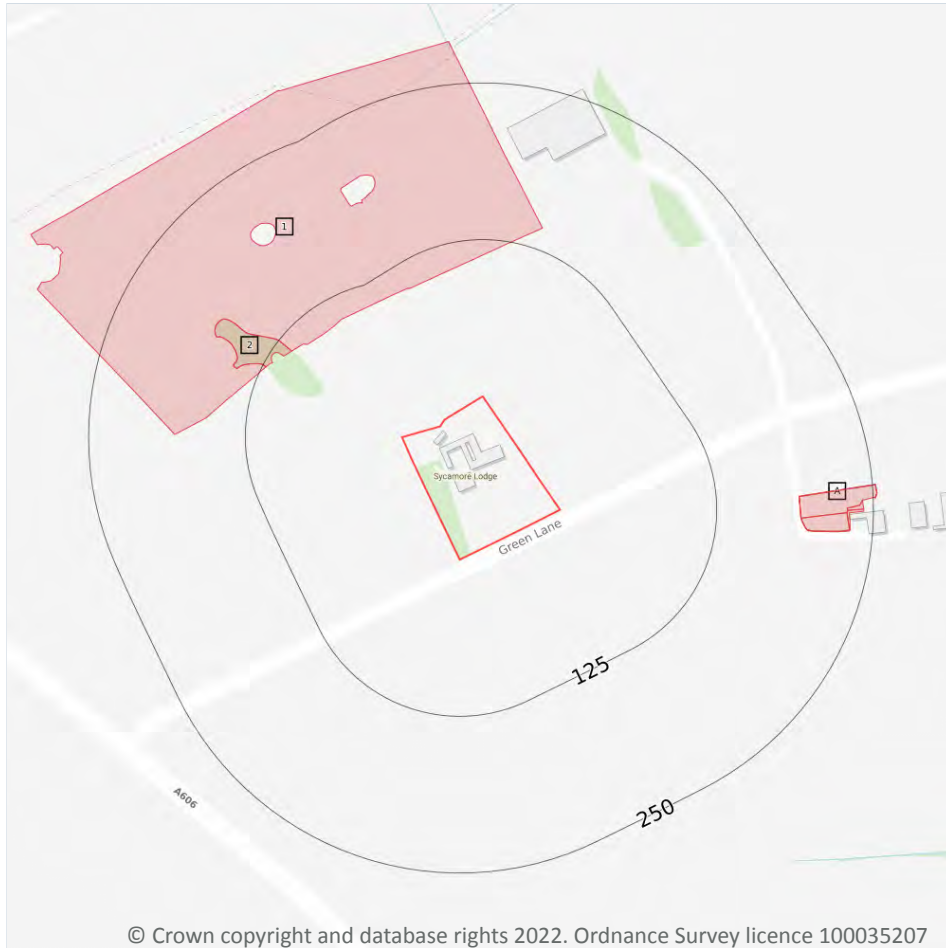 1
2
Sycamore Lodge
A
Green Lane
125
250
A606
© Crown copyright and database rights 2022. Ordnance Survey licence 100035207